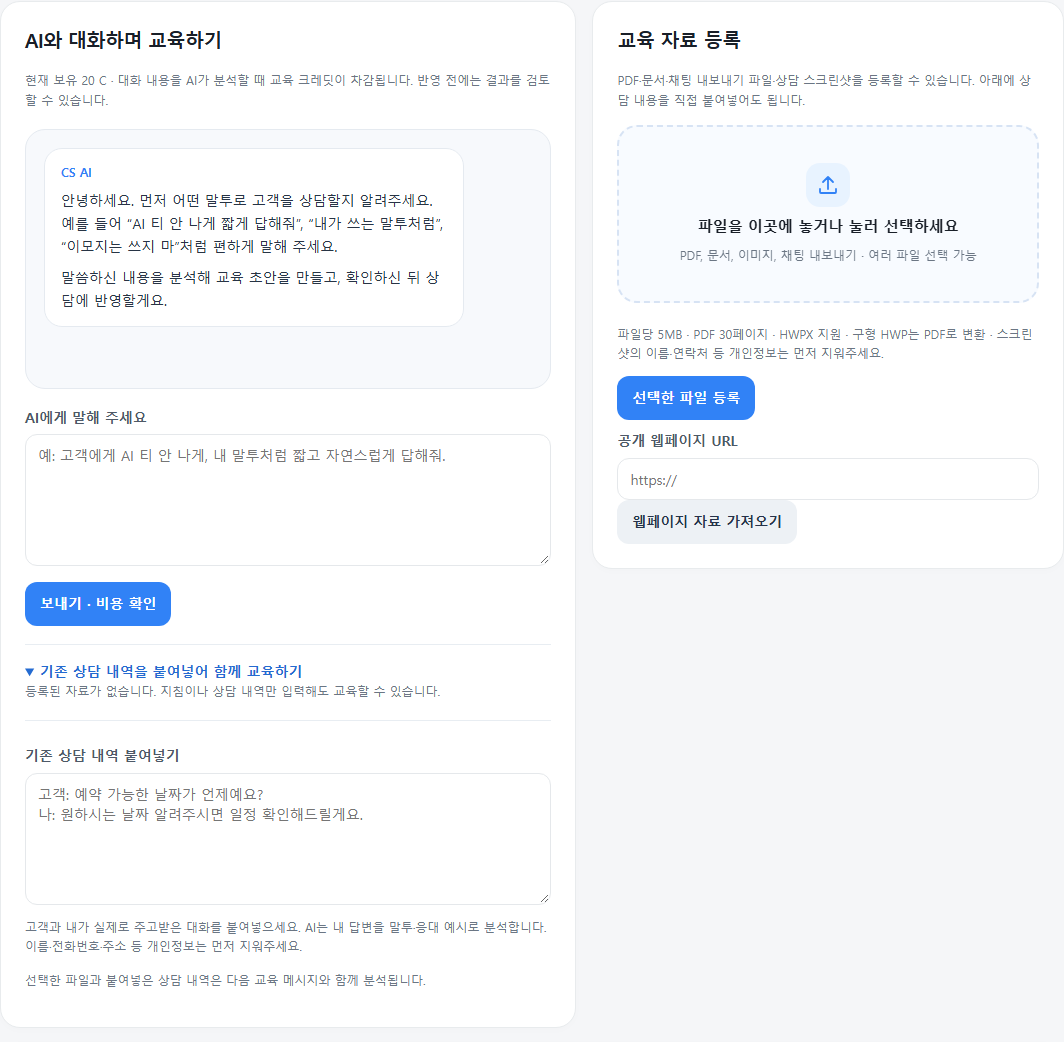 AI와 대화하며 교육하기
현재 보유 20 C · 대화 내용을 AI가 분석할 때 교육 크레딧이 차감됩니다. 반영 전에는 결과를 검토
할 수 있습니다.
CS AI
안녕하세요. 먼저 어떤 말투로 고객을 상담할지 알려주세요.
예를 들어 “AI 티 안 나게 짧게 답해줘”, “내가 쓰는 말투처럼”,
“이모지는 쓰지 마”처럼 편하게 말해 주세요.
말씀하신 내용을 분석해 교육 초안을 만들고, 확인하신 뒤 상
담에 반영할게요.
AI에게 말해 주세요
예: 고객에게 AI 티 안 나게, 내 말투처럼 짧고 자연스럽게 답해줘.
보내기 · 비용 확인
▼ 기존 상담 내역을 붙여넣어 함께 교육하기
등록된 자료가 없습니다. 지침이나 상담 내역만 입력해도 교육할 수 있습니다.
기존 상담 내역 붙여넣기
고객: 예약 가능한 날짜가 언제예요?
나: 원하시는 날짜 알려주시면 일정 확인해드릴게요.
고객과 내가 실제로 주고받은 대화를 붙여넣으세요. AI는 내 답변을 말투·응대 예시로 분석합니다.
이름·전화번호·주소 등 개인정보는 먼저 지워주세요.
선택한 파일과 붙여넣은 상담 내역은 다음 교육 메시지와 함께 분석됩니다.
교육 자료 등록
PDF·문서·채팅 내보내기 파일·상담 스크린샷을 등록할 수 있습니다. 아래에 상
담 내용을 직접 붙여넣어도 됩니다.
파일을 이곳에 놓거나 눌러 선택하세요
PDF, 문서, 이미지, 채팅 내보내기 · 여러 파일 선택 가능
파일당 5MB · PDF 30페이지 · HWPX 지원 · 구형 HWP는 PDF로 변환 · 스크린
샷의 이름·연락처 등 개인정보는 먼저 지워주세요.
선택한 파일 등록
공개 웹페이지 URL
https://
웹페이지 자료 가져오기